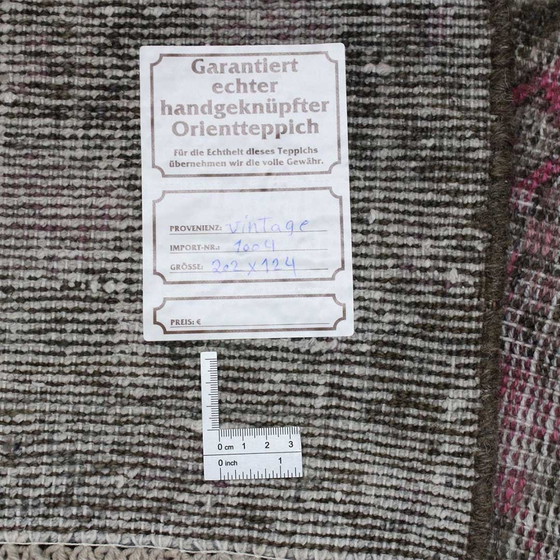 Garantiert
echter
handgeknüpfter
Orientteppich
Für die Echtheit dieses Teppichs
übernehmen wir die volle Gewähr.
PROVENIENZ: vintage
IMPORT-NR.: 1004
GRÖSSE: 202 x 124
PREIS: €
0 cm 1 2 3
0 inch 1